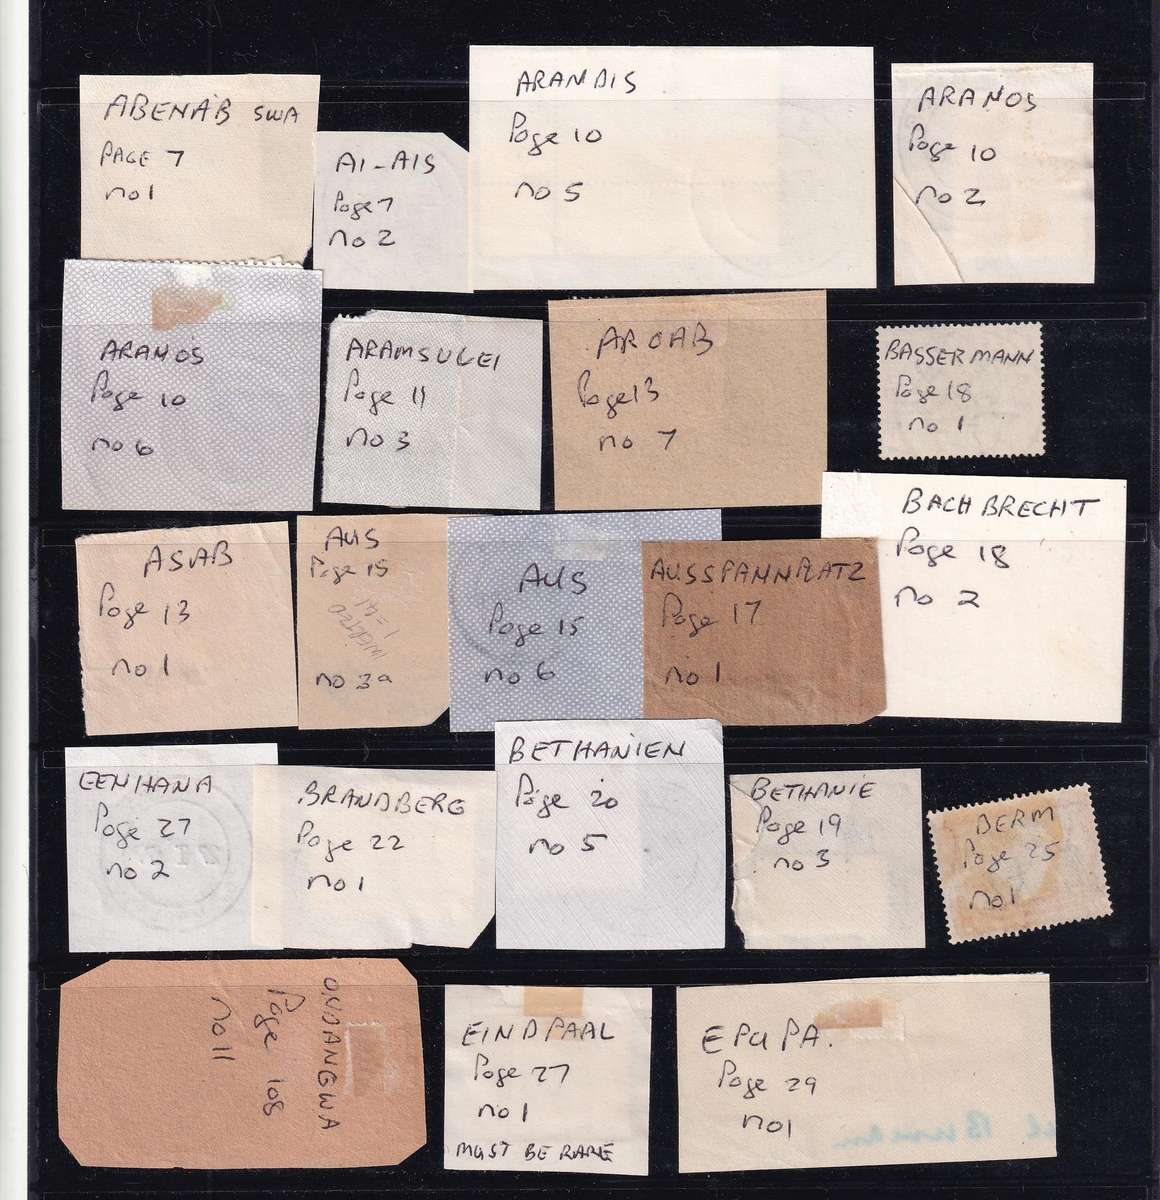 ABENAB SWA
PAGE 7
no 1
AI-AIS
Page 7
no 2
ARANDIS
Page 10
no 5
ARANOS
Page 10
no 2
ARANOS
Page 10
no 6
ARAMSVLEI
Page 11
no 3
AROAB
Page 13
no 7
BASSERMANN
Page 18
no 1
ASAB
Page 13
no 1
AUS
Page 15
INVERTED
1=41
no 3a
AUS
Page 15
no 6
AUSSPANNPLATZ
Page 17
no 1
BACHBRECHT
Page 18
no 2
EENHANA
Page 27
no 2
BRANDBERG
Page 22
no 1
BETHANIEN
Page 20
no 5
BETHANIE
Page 19
no 3
BERM
Page 25
no 1
ONDANGWA
Page 108
no 11
EINDPAAL
Page 27
no 1
MUST BE RARE
EPUPA.
Page 29
no 1